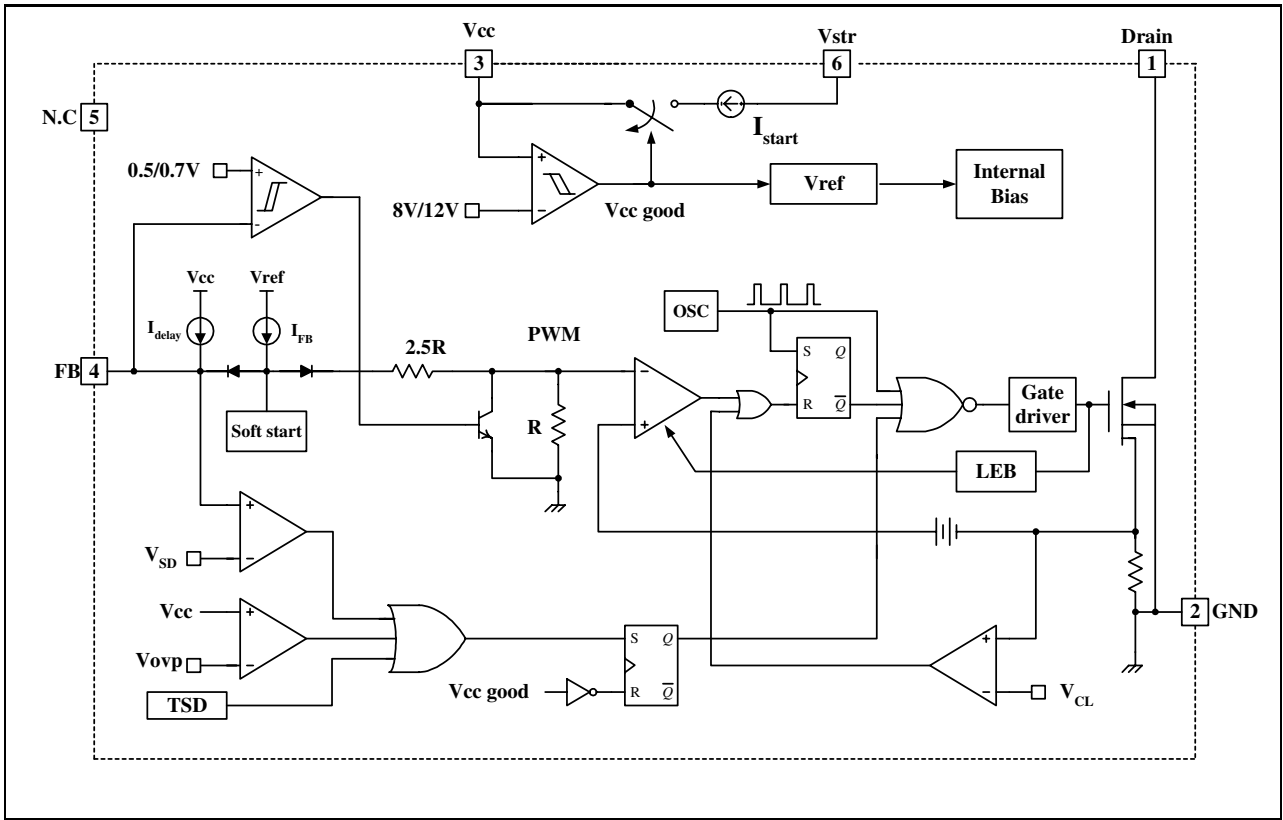 Vcc
3
Vstr
6
Drain
1
N.C
5
I start
0.5/0.7V
+
-
+
−
8V/12V
Vcc good
Vref
Internal
Bias
Vcc
Vref
I delay
I FB
OSC
PWM
2.5R
FB
4
Soft start
R
−
+
S
Q
R
Q
Gate
driver
LEB
+
−
V SD
Vcc
+
−
Vovp
TSD
S
Q
R
Q
Vcc good
+
−
V CL
2
GND